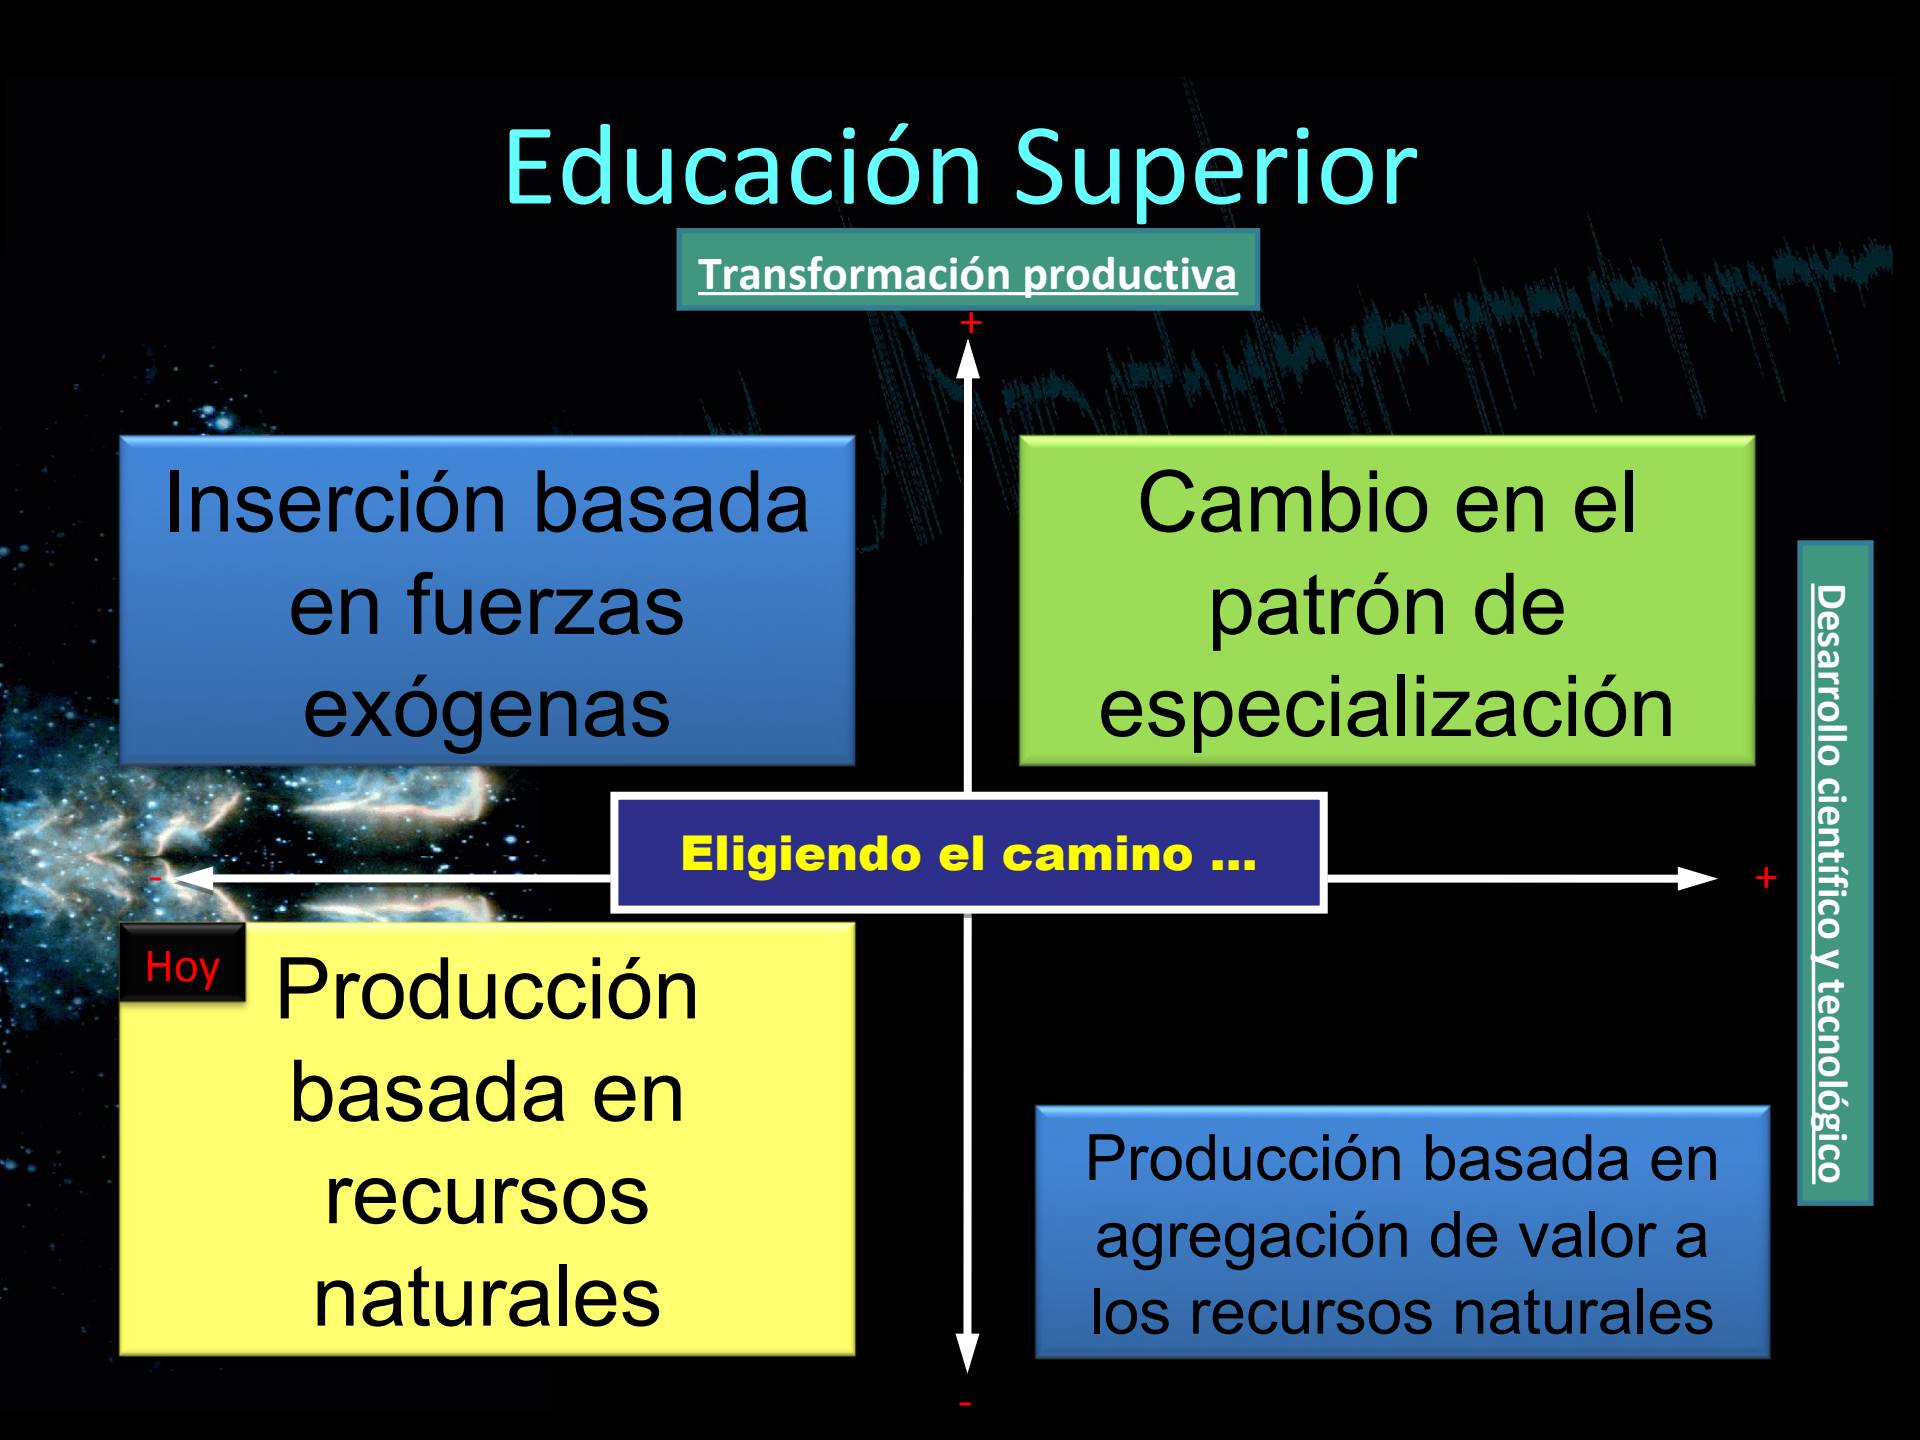 Educación Superior
Transformación productiva
+
Inserción basada
en fuerzas
exógenas
Cambio en el
patrón de
especialización
Desarrollo científico y tecnológico
Eligiendo el camino ...
-
+
Hoy
Producción
basada en
recursos
naturales
Producción basada en
agregación de valor a
los recursos naturales
-